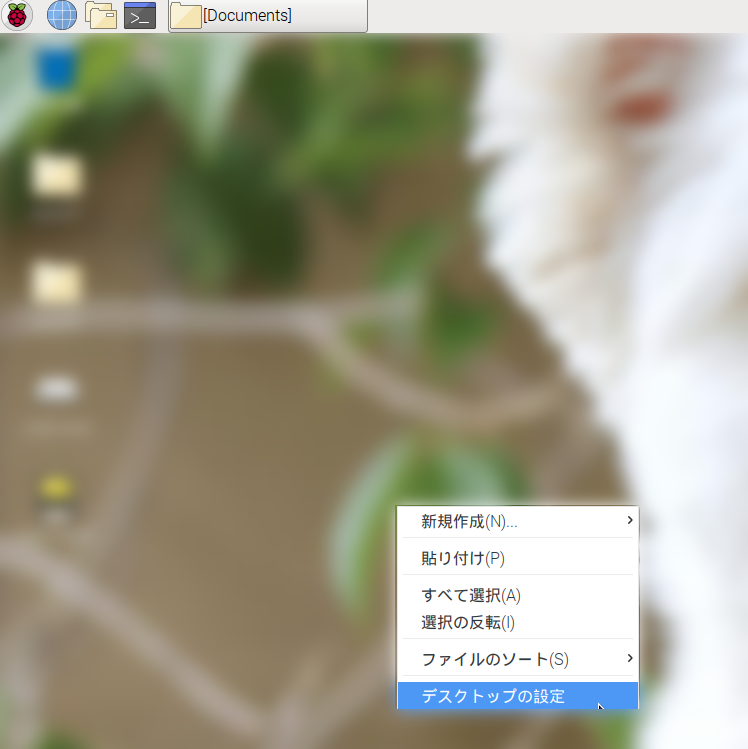 [Documents]
新規作成(N)...
貼り付け(P)
すべて選択(A)
選択の反転(I)
ファイルのソート(S)
デスクトップの設定